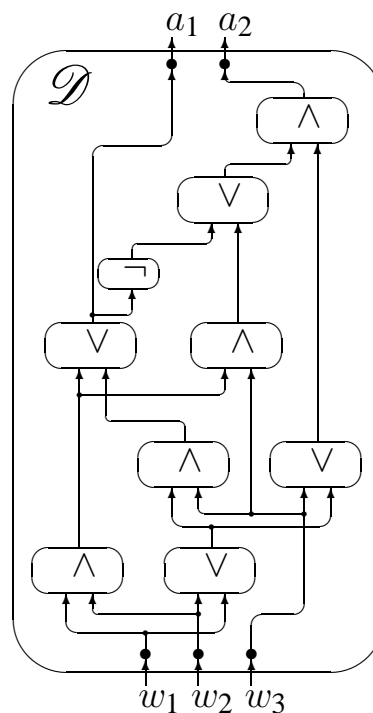 a₁ a₂
𝒟
∧
∨
¬
∨ ∧
∧ ∨
∧ ∨
w₁ w₂ w₃